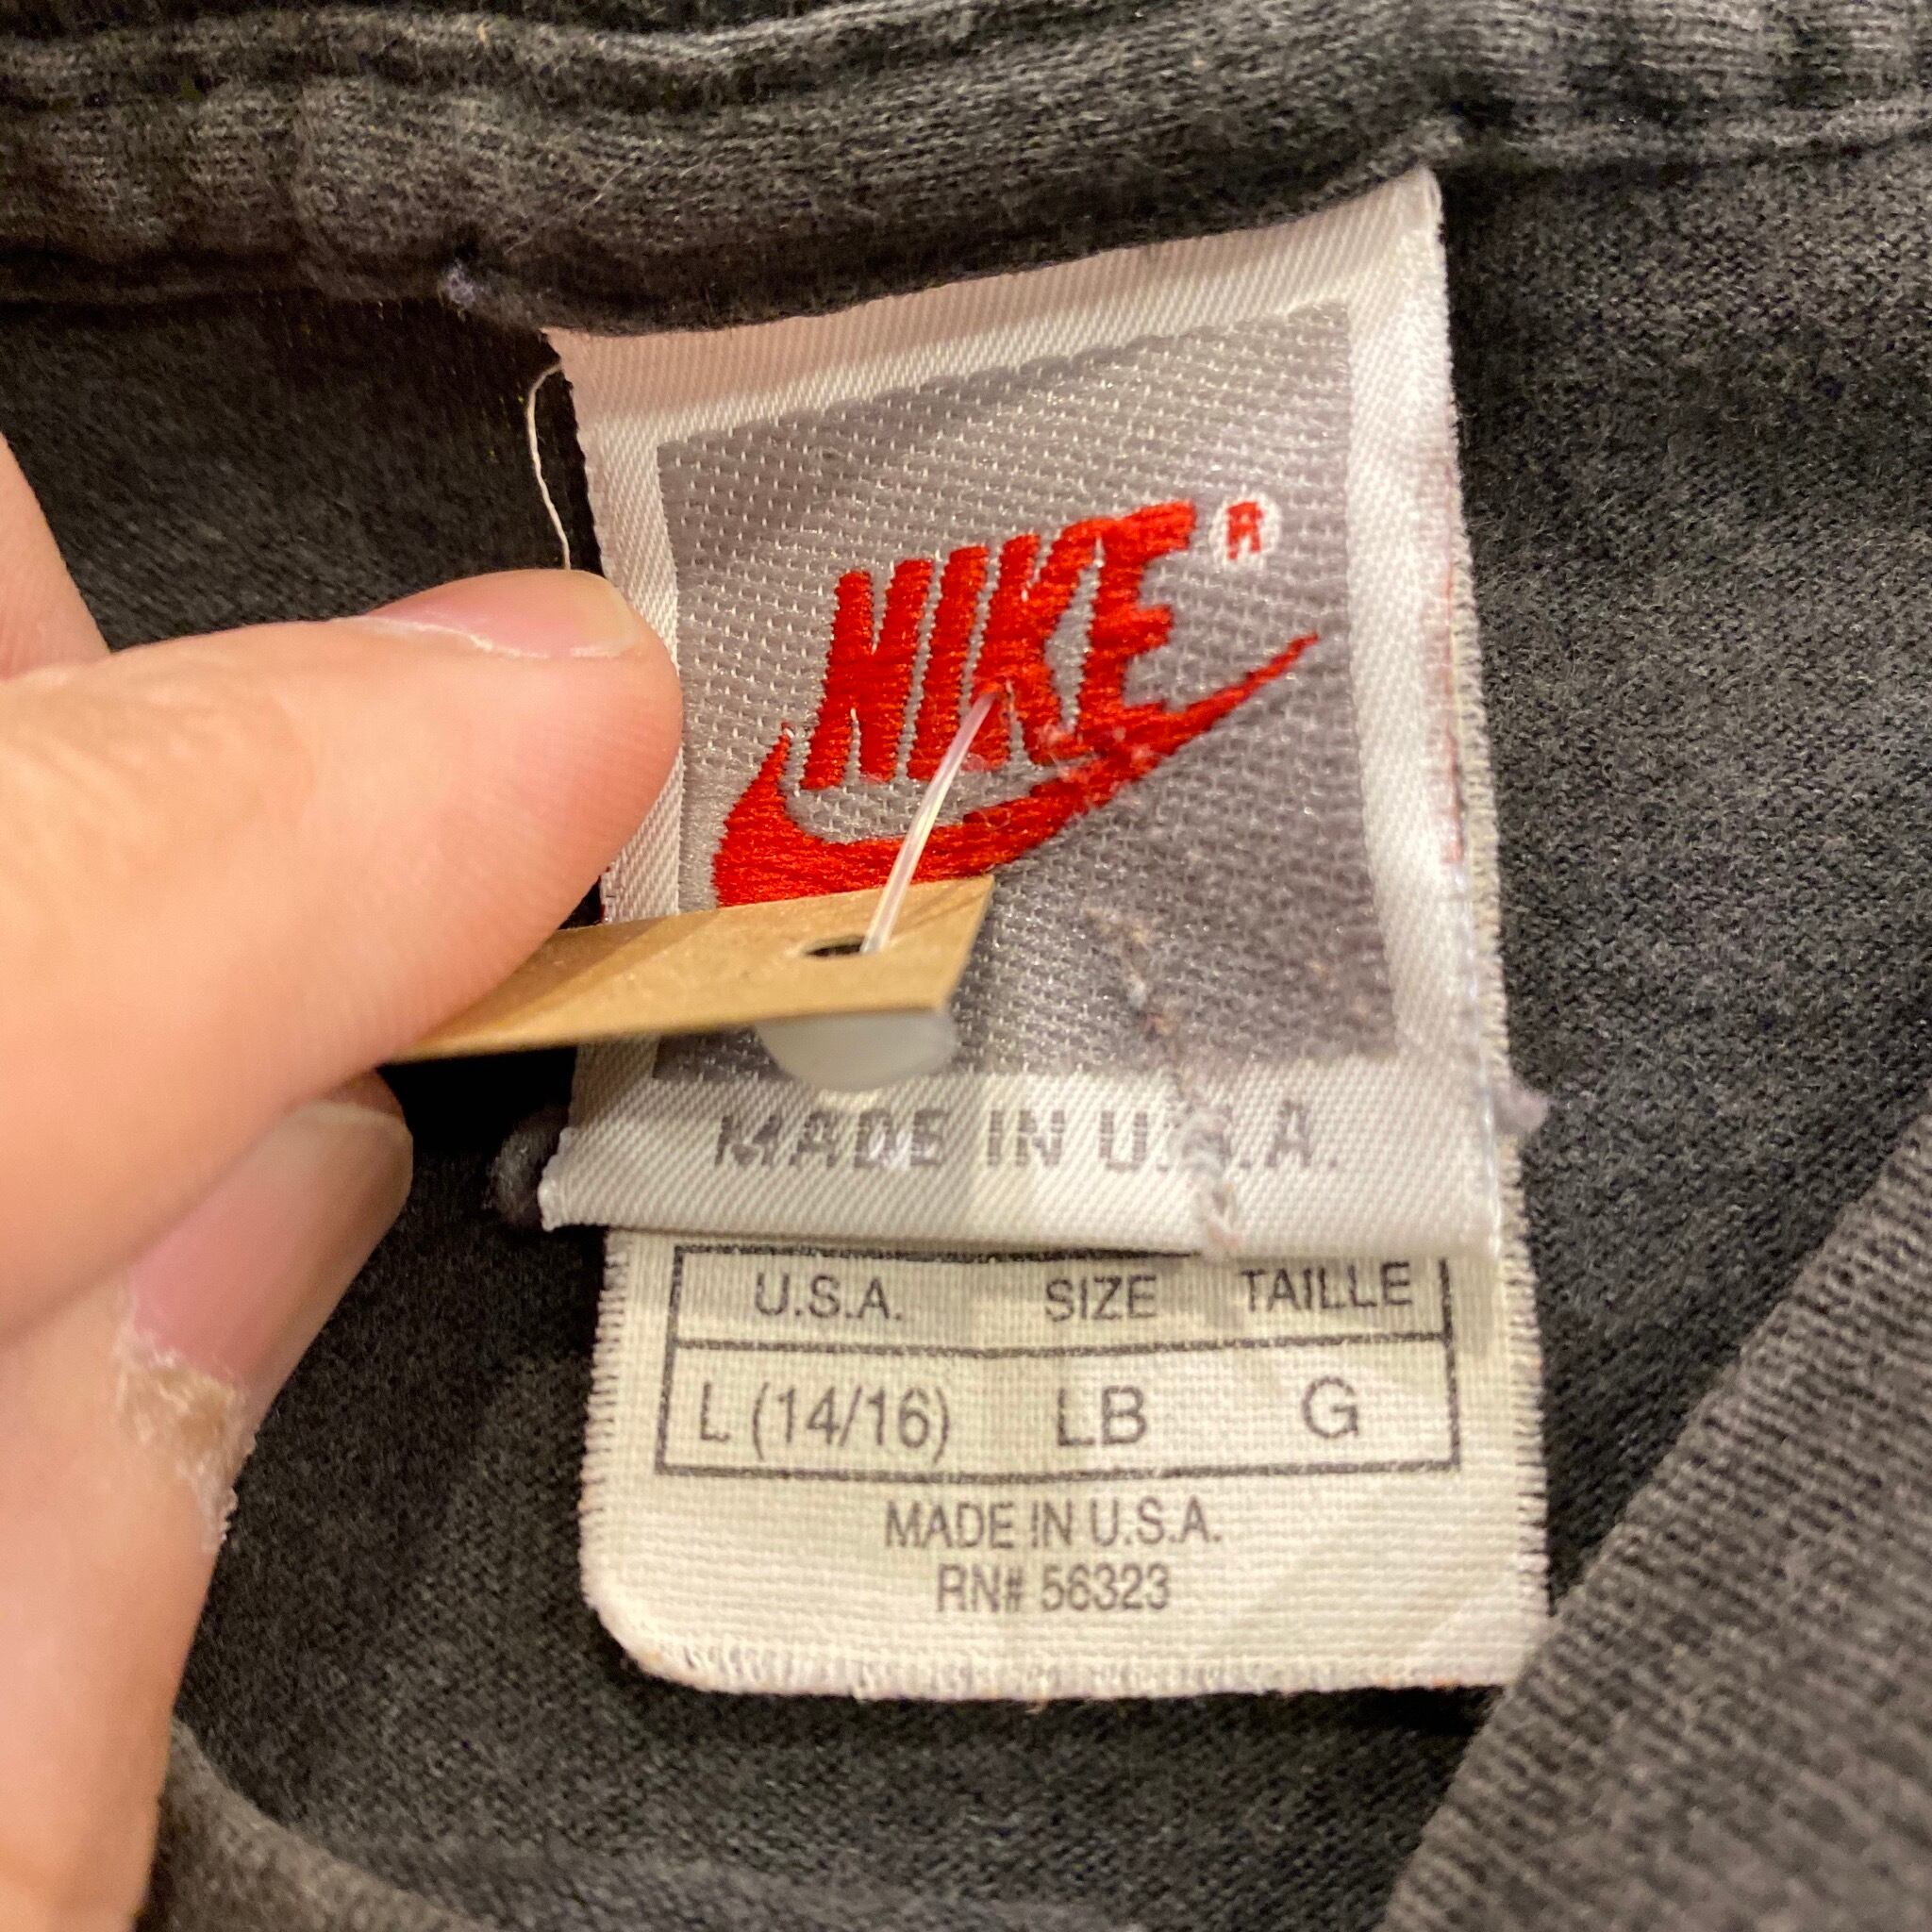 NIKE®
MADE IN U.S.A.
U.S.A. SIZE TAILLE
L (14/16) LB G
MADE IN U.S.A.
RN# 56323